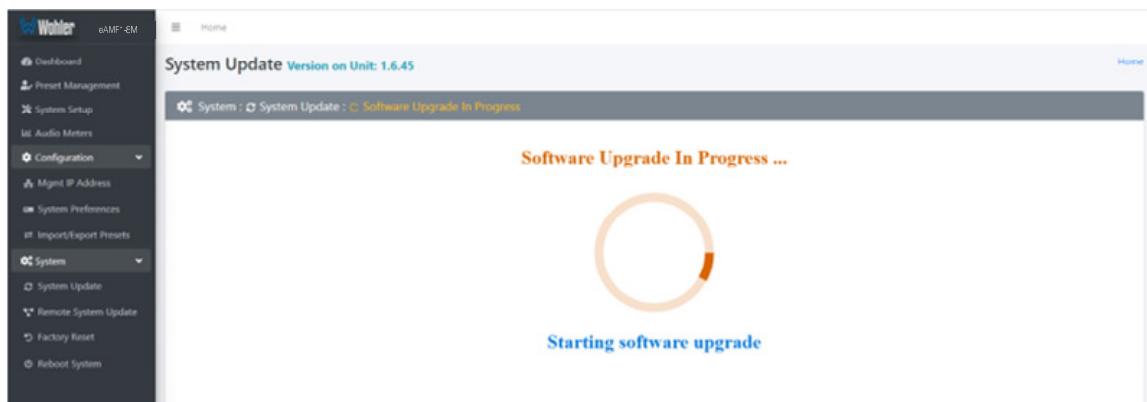 Wohler eAMF1-SM
Dashboard
Preset Management
System Setup
Audio Meters
Configuration
Mgmt IP Address
System Preferences
Import/Export Presets
System
System Update
Remote System Update
Factory Reset
Reboot System
Home
System Update Version on Unit: 1.6.45
Home
System : System Update : Software Upgrade In Progress
Software Upgrade In Progress ...
Starting software upgrade